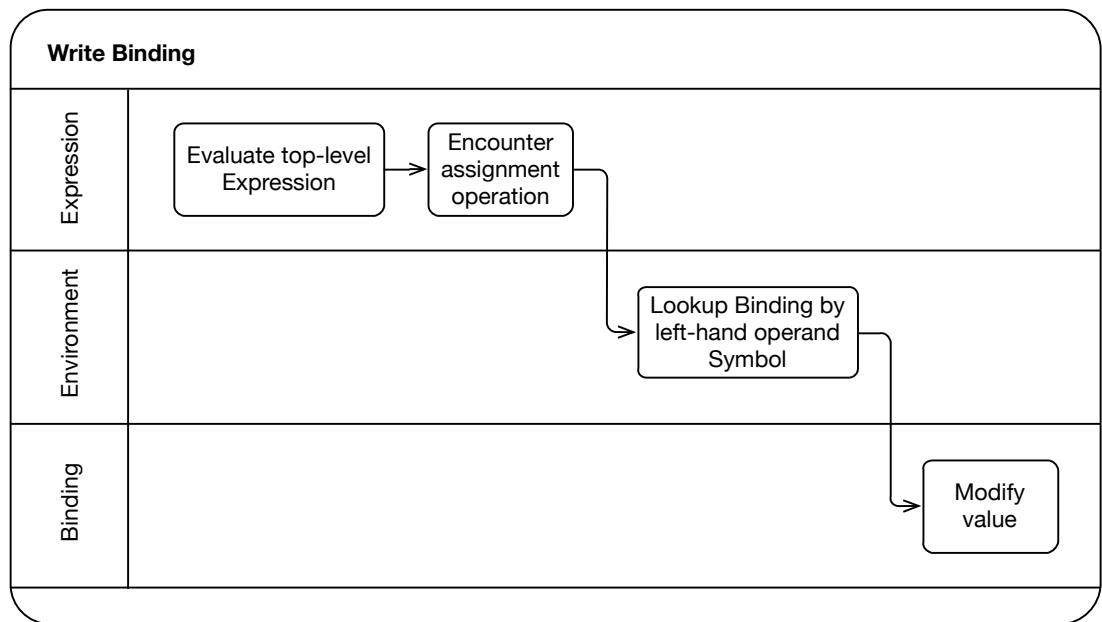 Write Binding
Expression
Evaluate top-level
Expression
Encounter
assignment
operation
Environment
Lookup Binding by
left-hand operand
Symbol
Binding
Modify
value